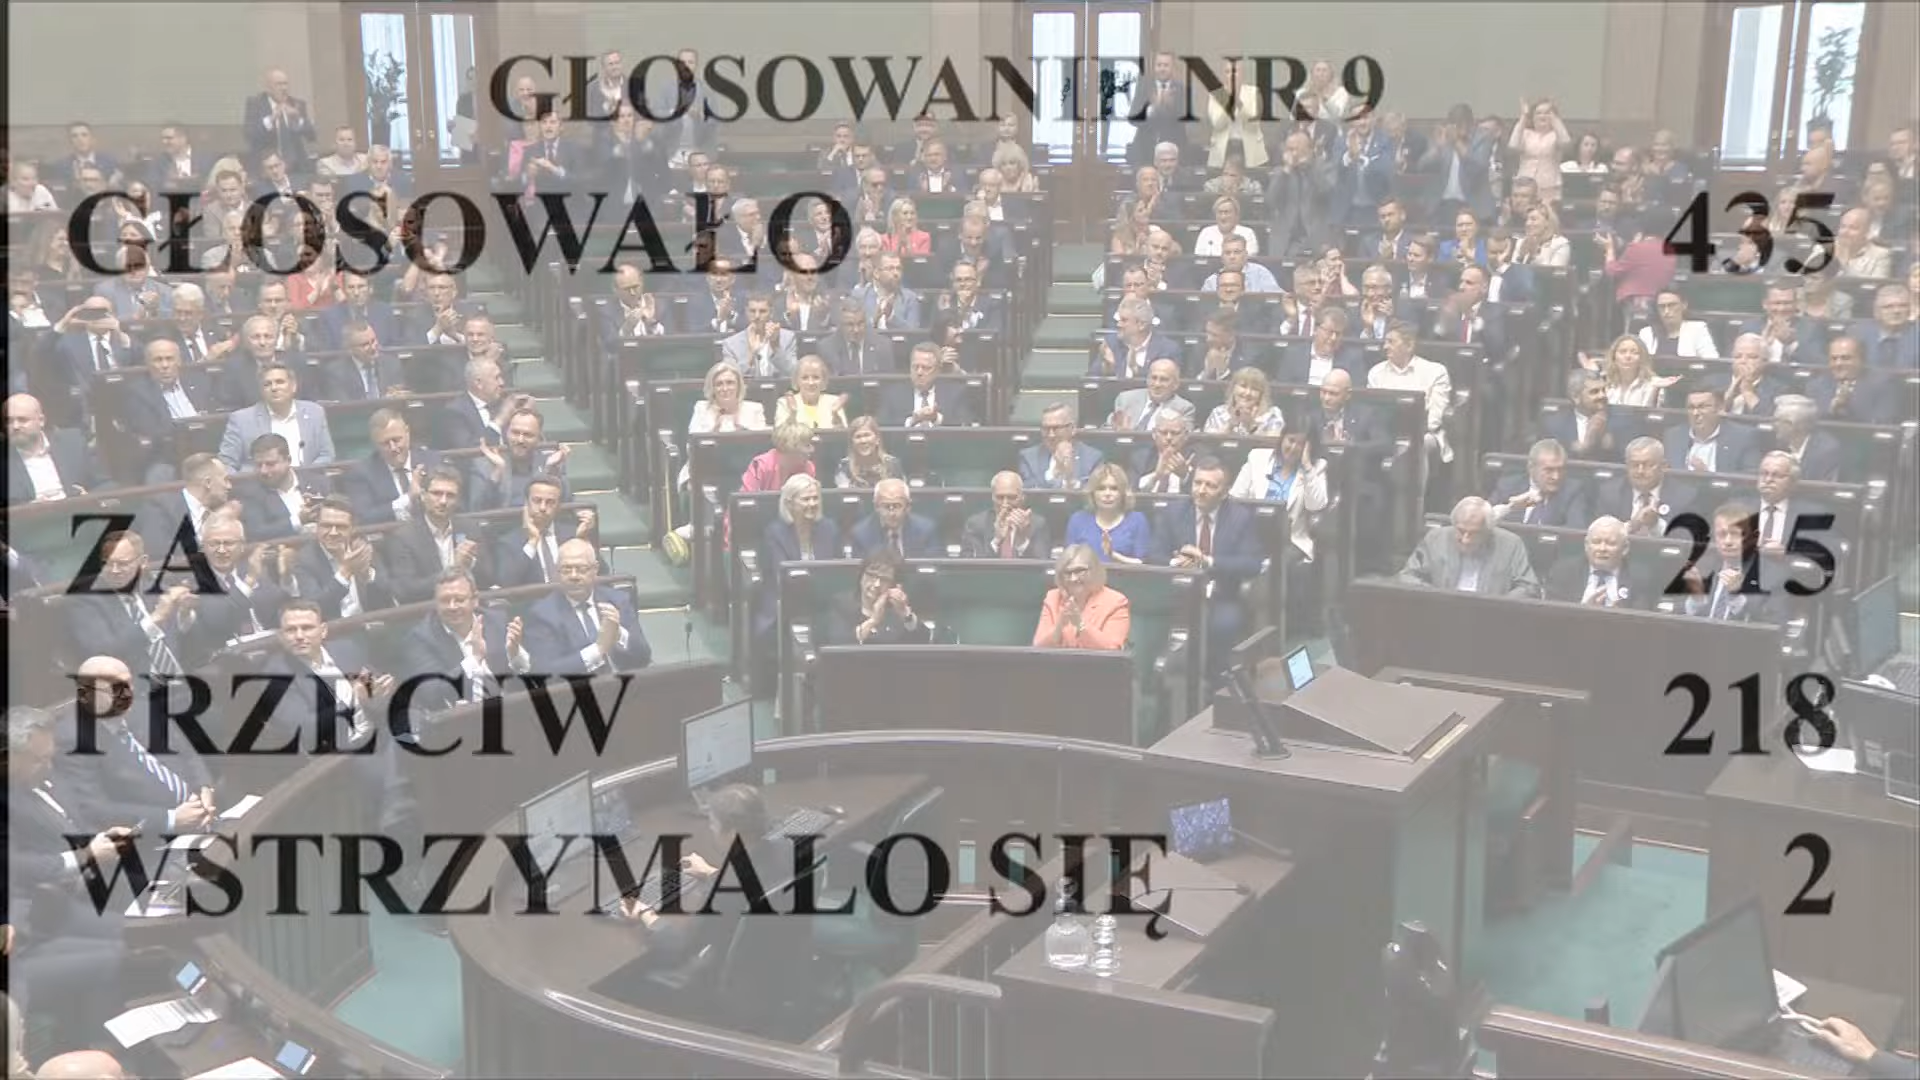 GŁOSOWANIE NR 9
GŁOSOWAŁO 435
ZA 215
PRZECIW 218
WSTRZYMAŁO SIĘ 2